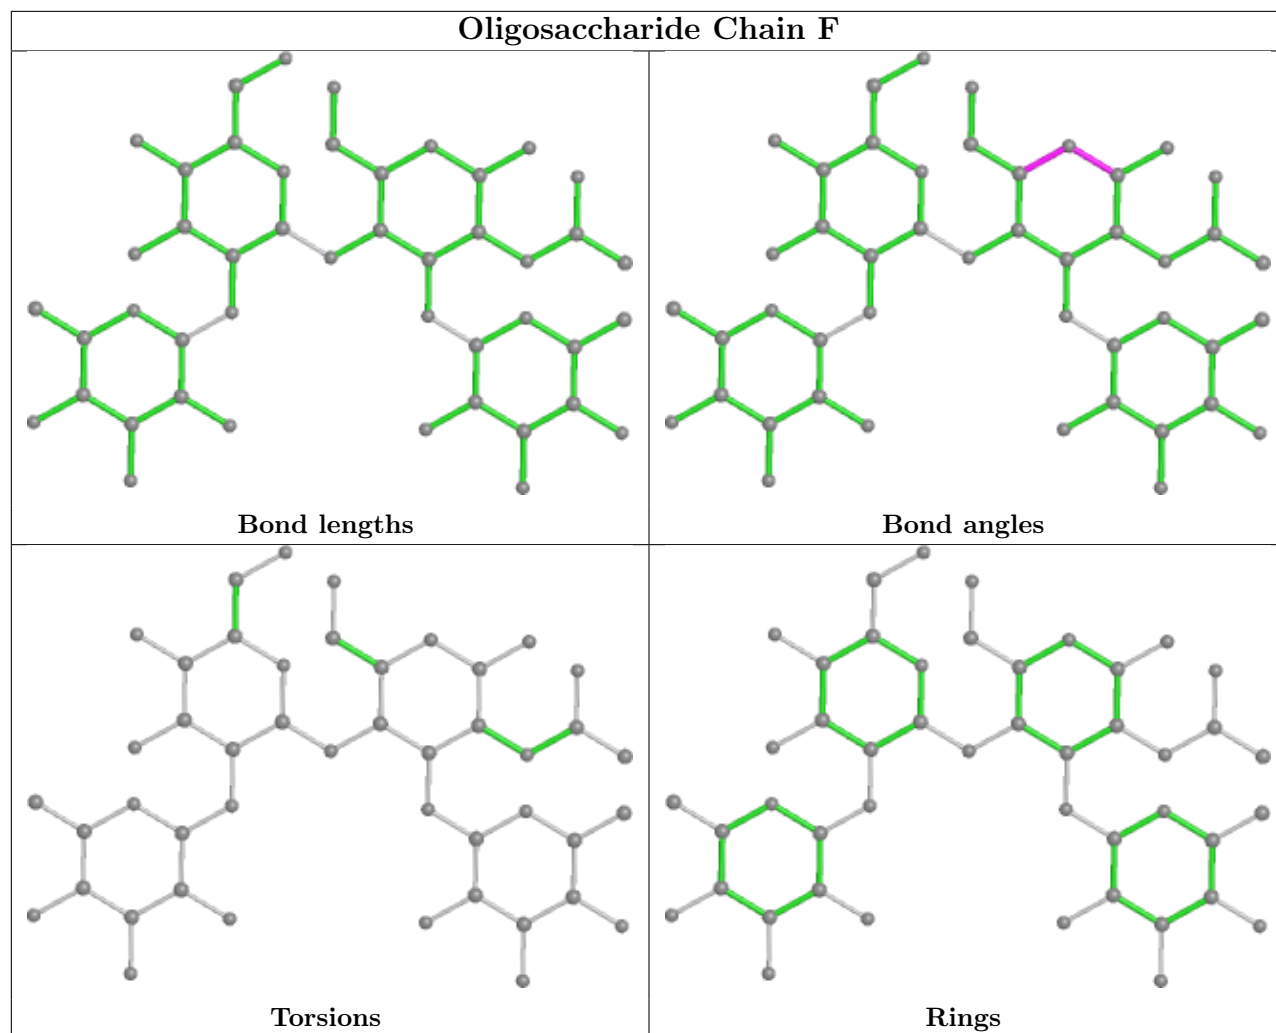 Oligosaccharide Chain F
Bond lengths
Bond angles
Torsions
Rings